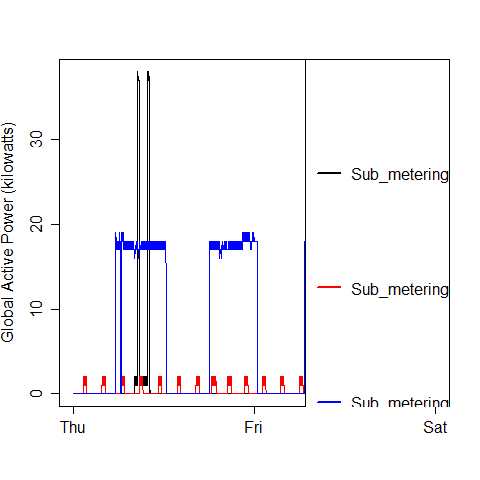 Global Active Power (kilowatts)
30
20
10
0
Sub_metering
Sub_metering
Sub_metering
Thu Fri Sat